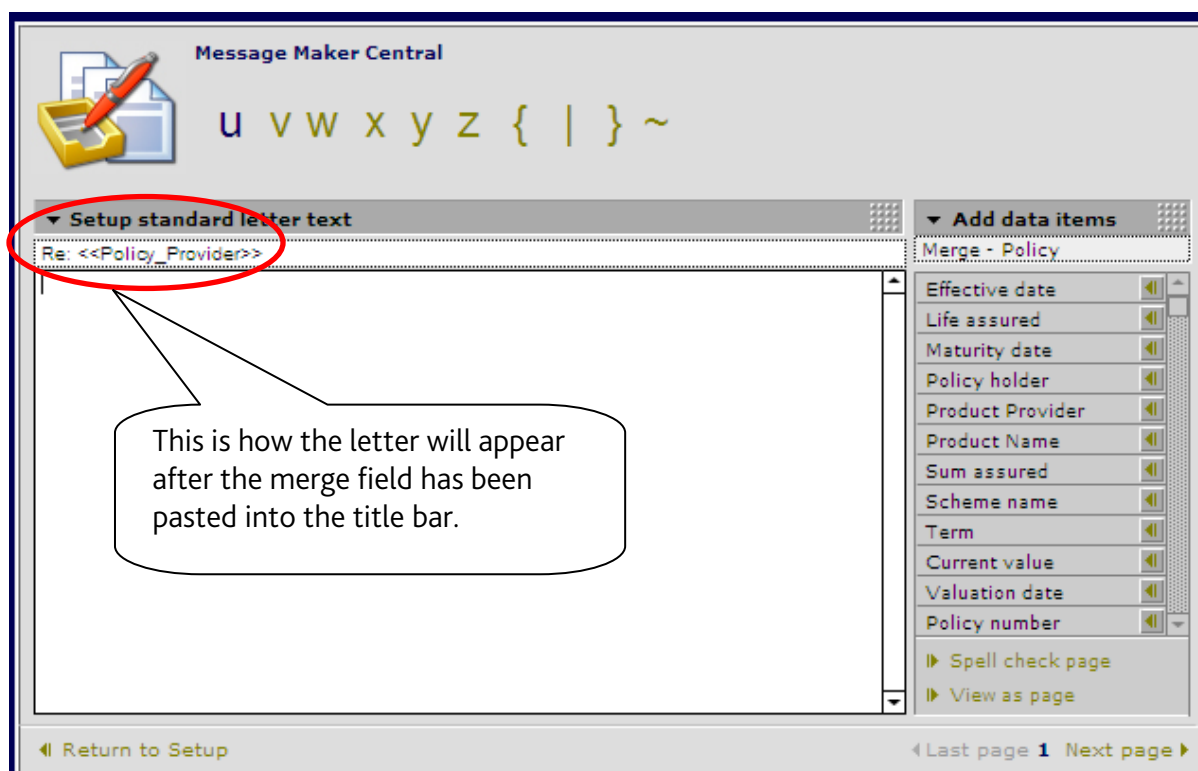 Message Maker Central
u v w x y z { | } ~
Setup standard letter text
Re: <<Policy_Provider>>
This is how the letter will appear
after the merge field has been
pasted into the title bar.
Add data items
Merge - Policy
Effective date
Life assured
Maturity date
Policy holder
Product Provider
Product Name
Sum assured
Scheme name
Term
Current value
Valuation date
Policy number
Spell check page
View as page
Return to Setup
Last page 1 Next page